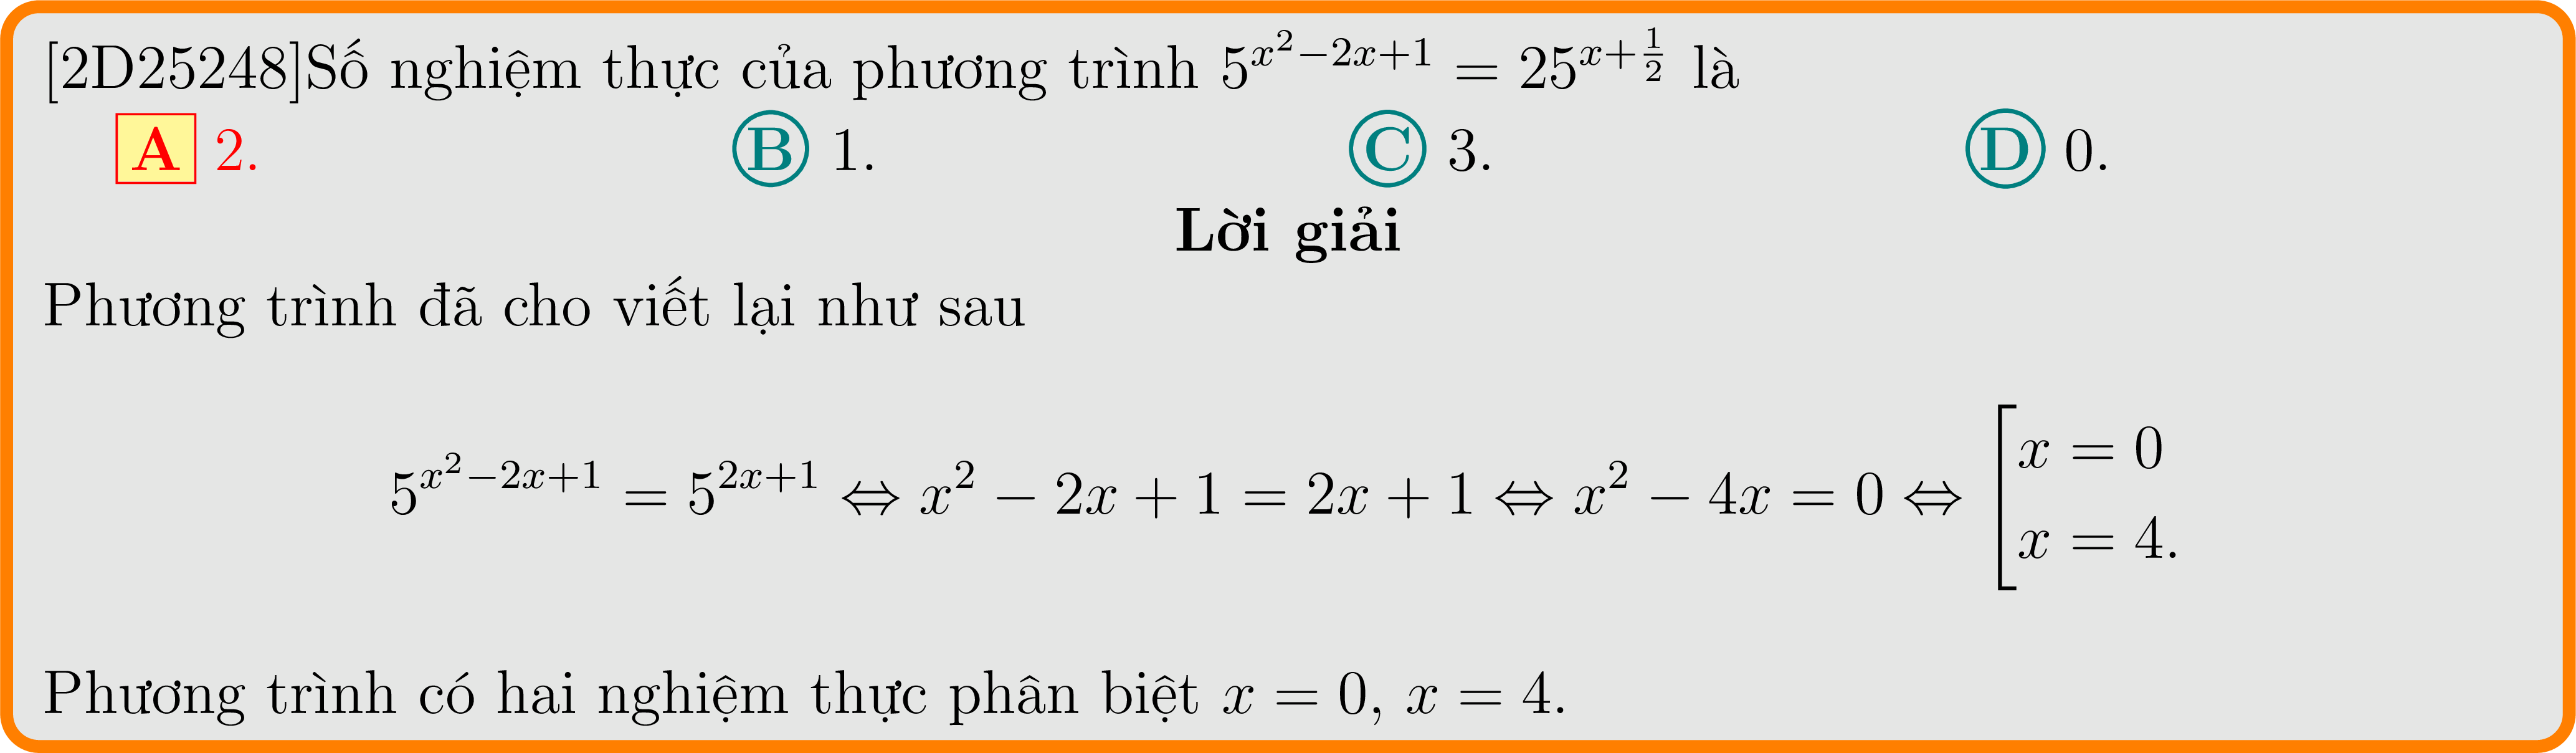 [2D25248]Số nghiệm thực của phương trình $5^{x^2-2x+1} = 25^{x+\frac{1}{2}}$ là
A 2. B 1. C 3. D 0.
Lời giải
Phương trình đã cho viết lại như sau
$5^{x^2-2x+1} = 5^{2x+1} \Leftrightarrow x^2 - 2x + 1 = 2x + 1 \Leftrightarrow x^2 - 4x = 0 \Leftrightarrow \left[\begin{array}{l} x = 0 \\ x = 4. \end{array}\right.$
Phương trình có hai nghiệm thực phân biệt $x = 0$, $x = 4$.